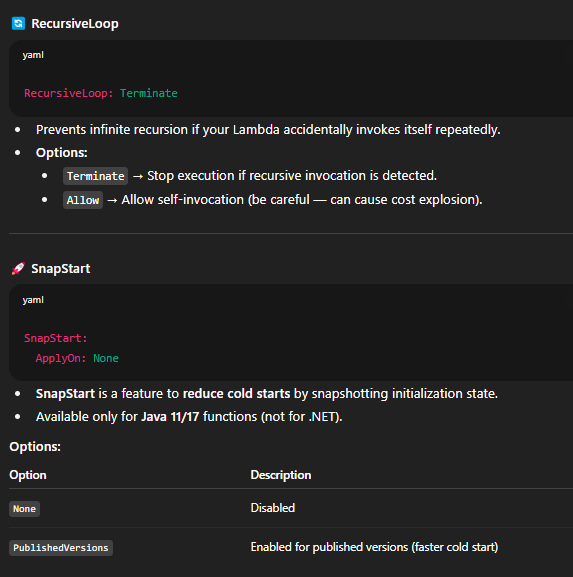 🔄 RecursiveLoop
yaml
RecursiveLoop: Terminate
• Prevents infinite recursion if your Lambda accidentally invokes itself repeatedly.
• Options:
• Terminate → Stop execution if recursive invocation is detected.
• Allow → Allow self-invocation (be careful — can cause cost explosion).
🚀 SnapStart
yaml
SnapStart:
  ApplyOn: None
• SnapStart is a feature to reduce cold starts by snapshotting initialization state.
• Available only for Java 11/17 functions (not for .NET).
Options:
Option Description
None Disabled
PublishedVersions Enabled for published versions (faster cold start)